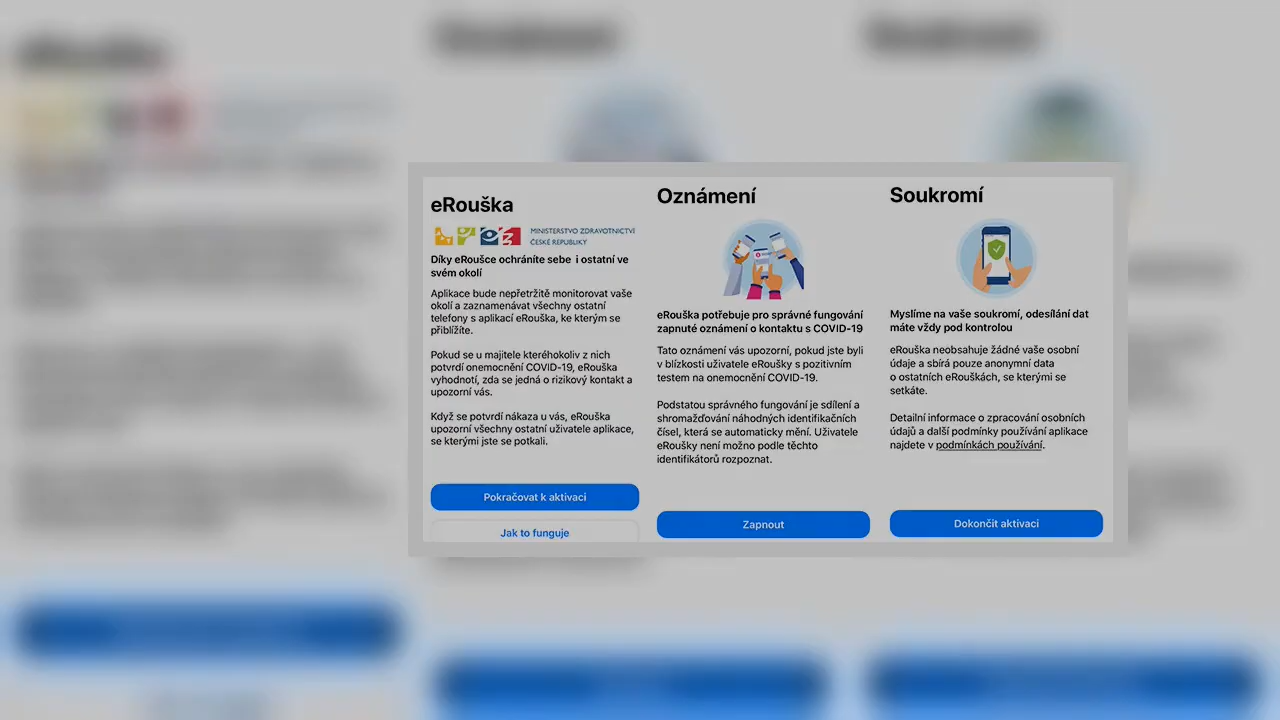 eRouška
MINISTERSTVO ZDRAVOTNICTVÍ
ČESKÉ REPUBLIKY
Díky eRoušce ochráníte sebe i ostatní ve
svém okolí
Aplikace bude nepřetržitě monitorovat vaše
okolí a zaznamenávat všechny ostatní
telefony s aplikací eRouška, ke kterým se
přiblížíte.
Pokud se u majitele kteréhokoliv z nich
potvrdí onemocnění COVID-19, eRouška
vyhodnotí, zda se jedná o rizikový kontakt a
upozorní vás.
Když se potvrdí nákaza u vás, eRouška
upozorní všechny ostatní uživatele aplikace,
se kterými jste se potkali.
Pokračovat k aktivaci
Jak to funguje
Oznámení
eRouška potřebuje pro správné fungování
zapnuté oznámení o kontaktu s COVID-19
Tato oznámení vás upozorní, pokud jste byli
v blízkosti uživatele eRoušky s pozitivním
testem na onemocnění COVID-19.
Podstatou správného fungování je sdílení a
shromažďování náhodných identifikačních
čísel, která se automaticky mění. Uživatele
eRoušky není možno podle těchto
identifikátorů rozpoznat.
Zapnout
Soukromí
Myslíme na vaše soukromí, odesílání dat
máte vždy pod kontrolou
eRouška neobsahuje žádné vaše osobní
údaje a sbírá pouze anonymní data
o ostatních eRouškách, se kterými se
setkáte.
Detailní informace o zpracování osobních
údajů a další podmínky používání aplikace
najdete v podmínkách používání.
Dokončit aktivaci